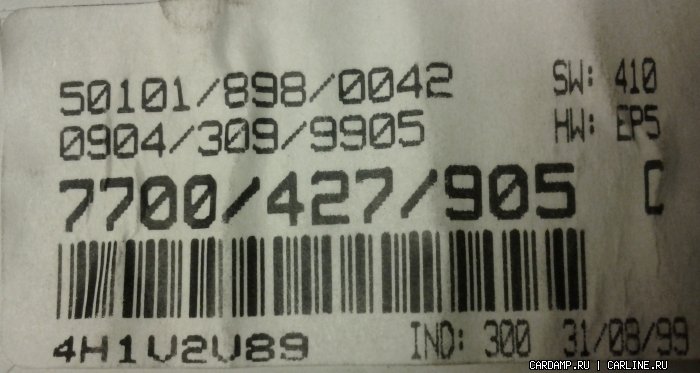 50101/898/0042 SW: 410
0904/309/9905 HW: EPS
7700/427/905 C
4H1V2V89 IND: 300 31/08/99
CARDAMP.RU | CARLINE.RU